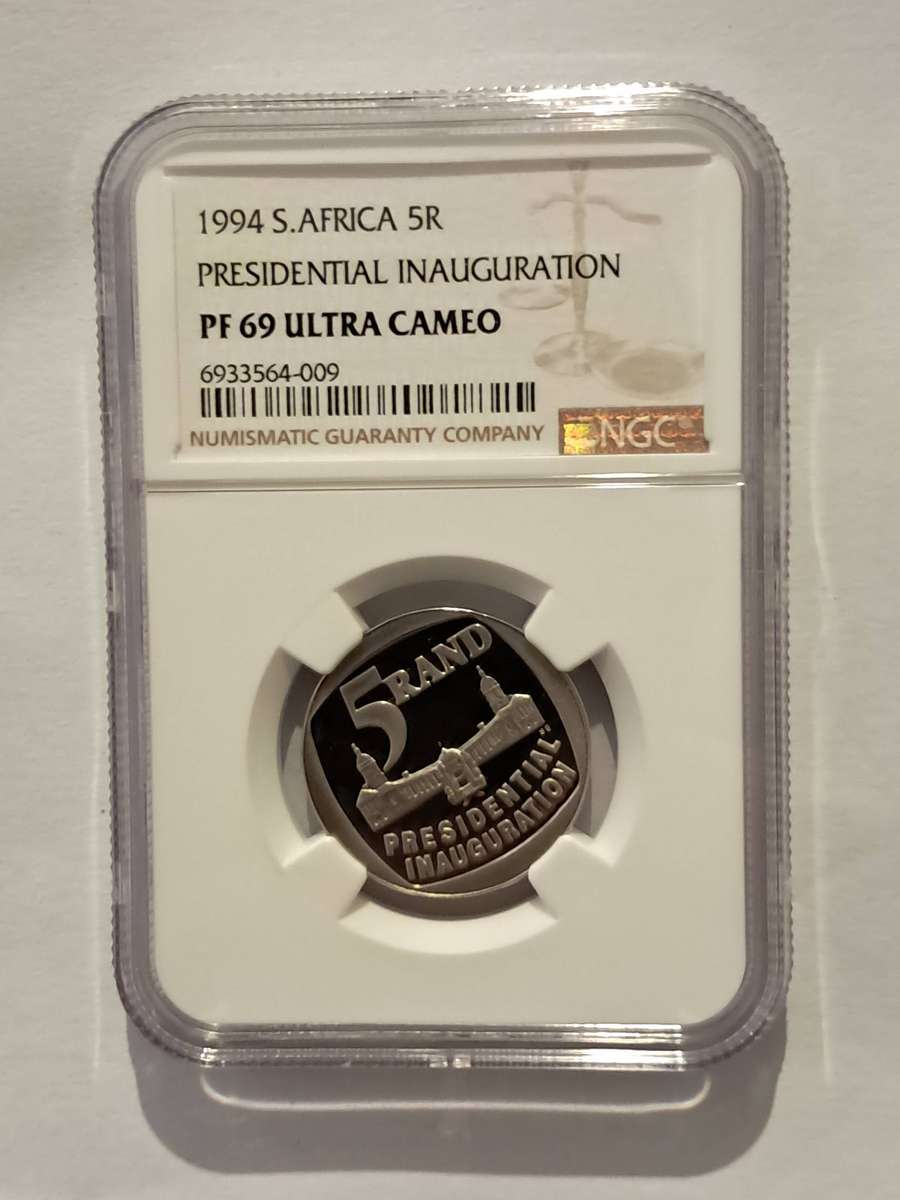 1994 S.AFRICA 5R
PRESIDENTIAL INAUGURATION
PF 69 ULTRA CAMEO
6933564-009
NUMISMATIC GUARANTY COMPANY
NGC
5 RAND
PRESIDENTIAL
INAUGURATION